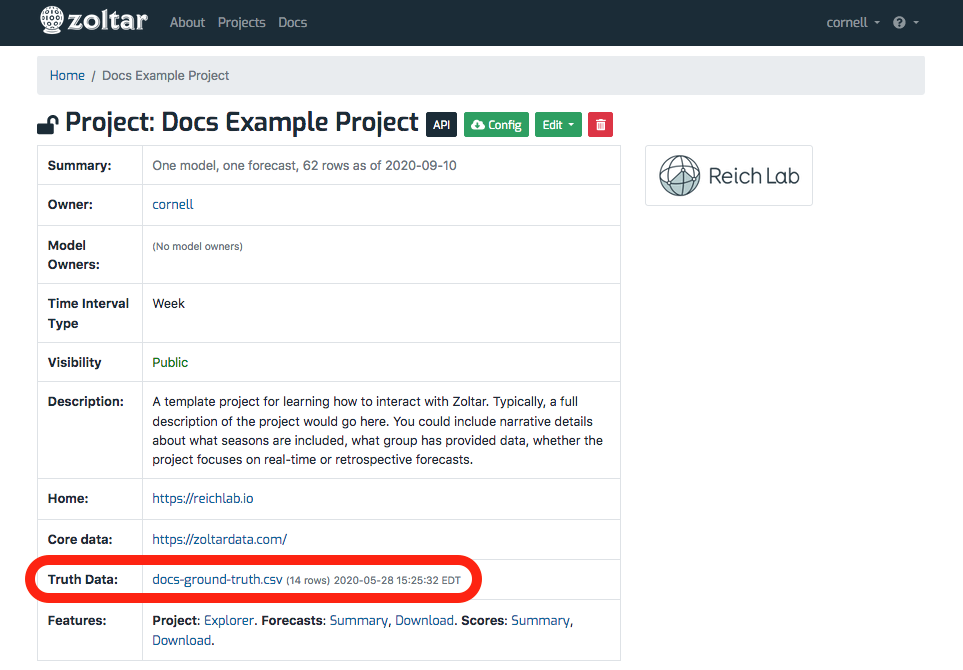 zoltar About Projects Docs cornell ?
Home / Docs Example Project
Project: Docs Example Project API Config Edit
Reich Lab
Summary: One model, one forecast, 62 rows as of 2020-09-10
Owner: cornell
Model
Owners: (No model owners)
Time Interval
Type Week
Visibility Public
Description: A template project for learning how to interact with Zoltar. Typically, a full
description of the project would go here. You could include narrative details
about what seasons are included, what group has provided data, whether the
project focuses on real-time or retrospective forecasts.
Home: https://reichlab.io
Core data: https://zoltardata.com/
Truth Data: docs-ground-truth.csv (14 rows) 2020-05-28 15:25:32 EDT
Features: Project: Explorer. Forecasts: Summary, Download. Scores: Summary,
Download.